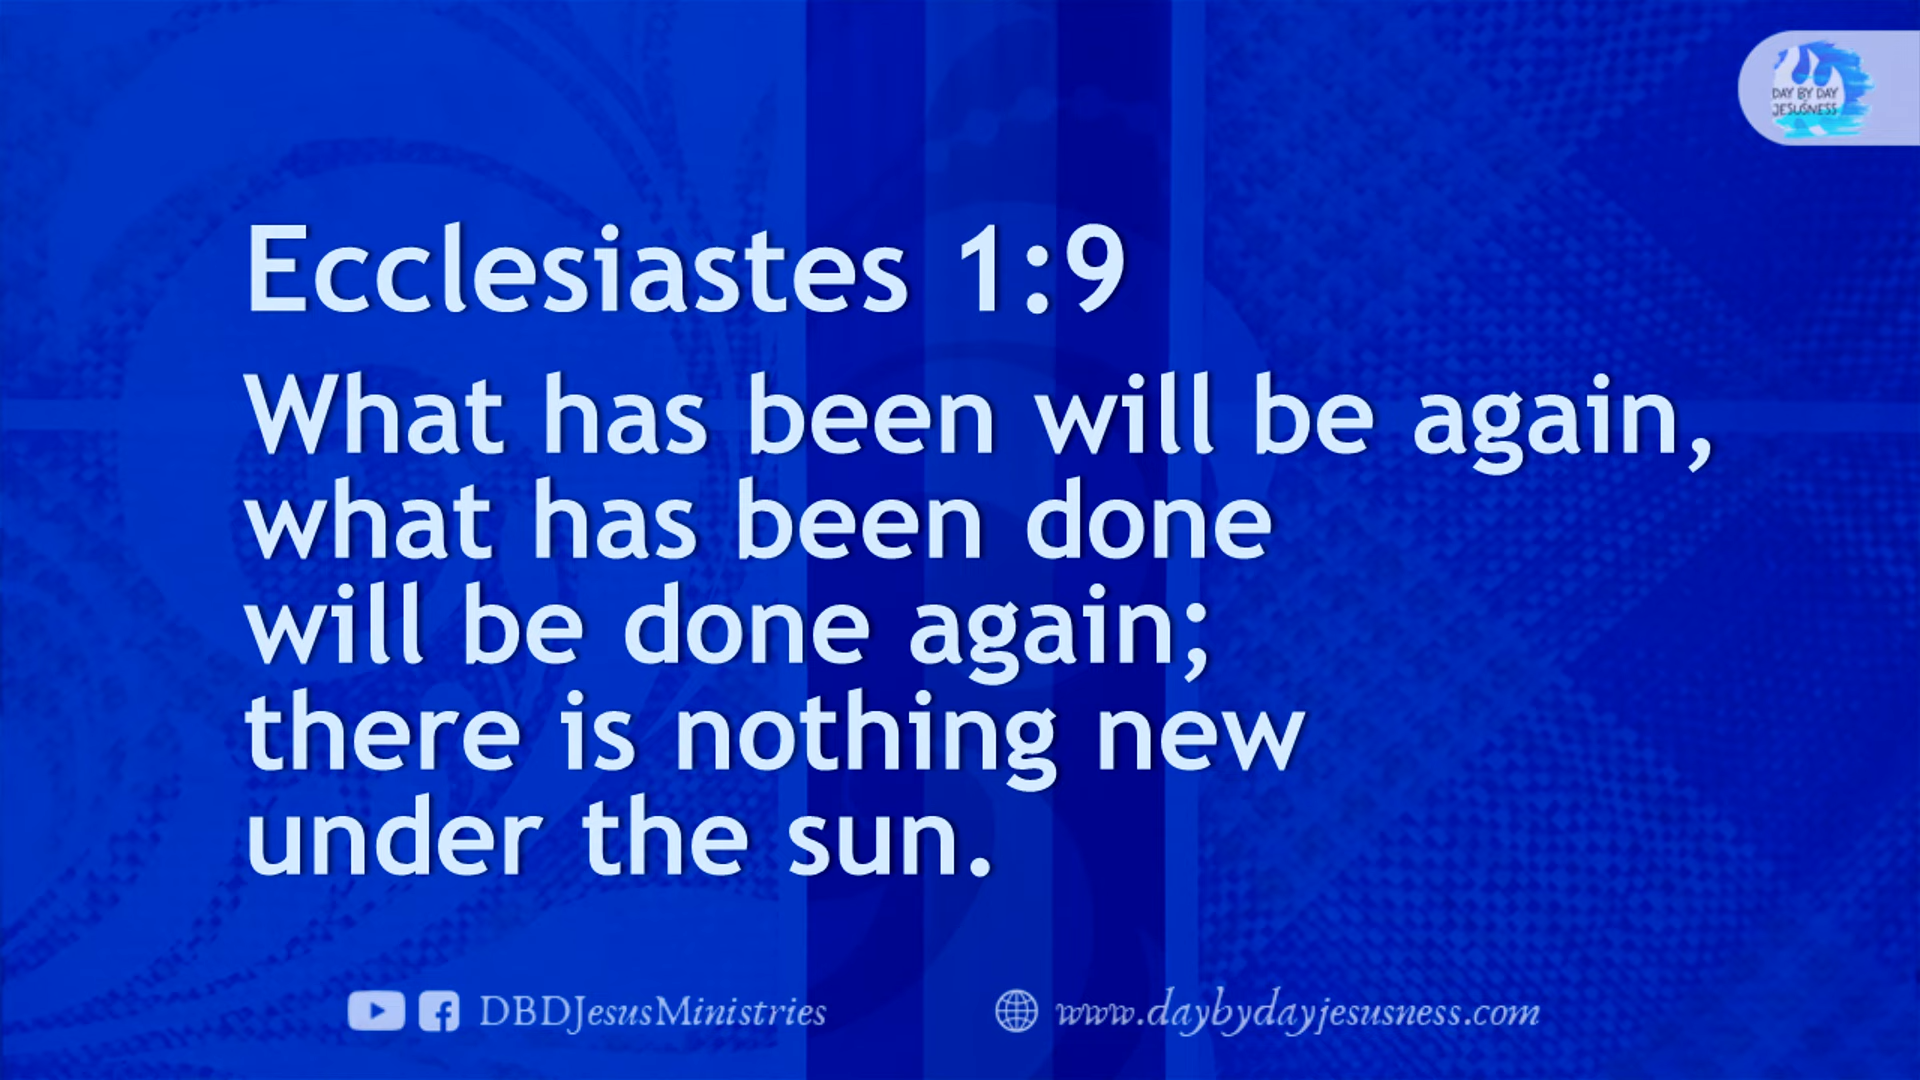 DAY BY DAY
JESUSNESS
Ecclesiastes 1:9
What has been will be again,
what has been done
will be done again;
there is nothing new
under the sun.
DBDJesusMinistries
www.daybydayjesusness.com